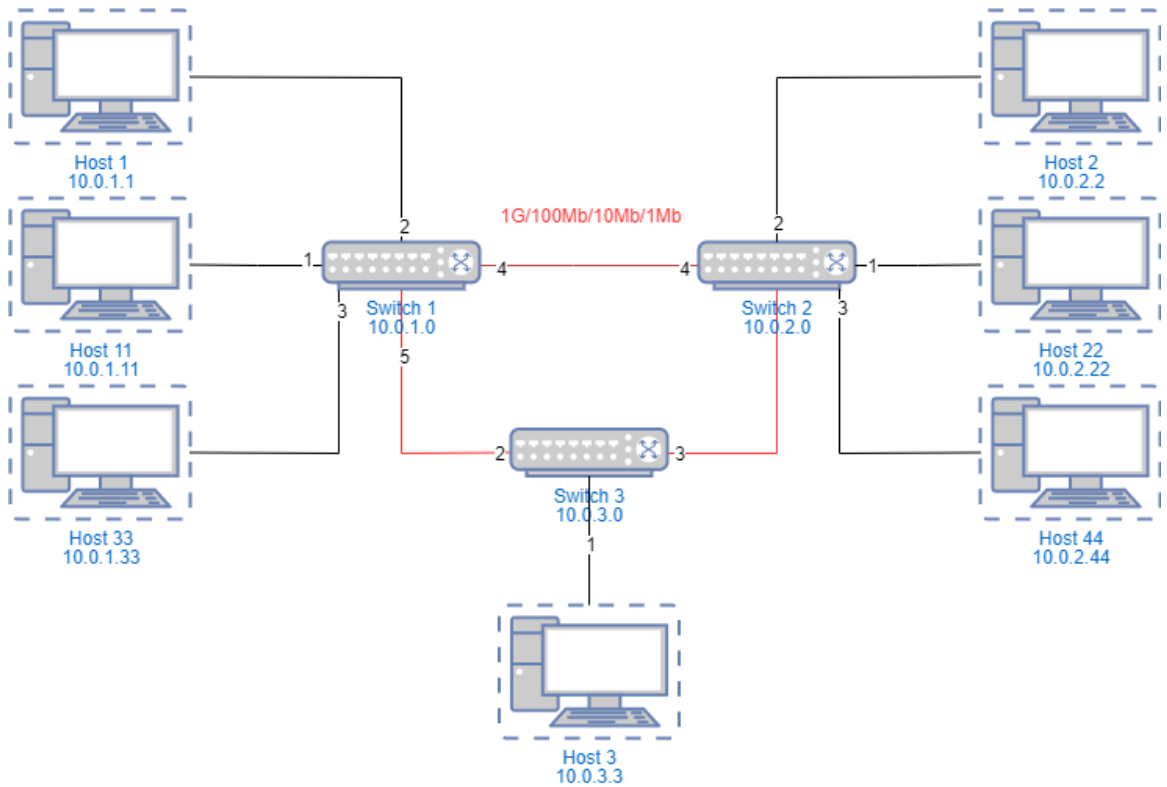 Host 1
10.0.1.1
Host 2
10.0.2.2
1G/100Mb/10Mb/1Mb
2
2
1
4
4
1
3
3
Switch 1
10.0.1.0
Switch 2
10.0.2.0
Host 11
10.0.1.11
Host 22
10.0.2.22
5
2
3
Switch 3
10.0.3.0
Host 33
10.0.1.33
Host 44
10.0.2.44
1
Host 3
10.0.3.3